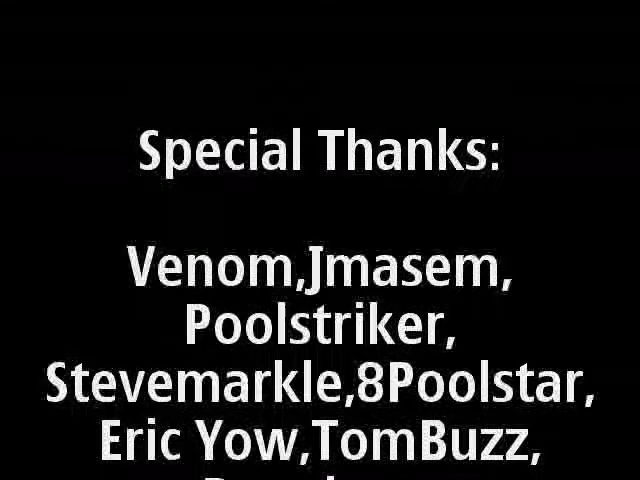 Special Thanks:
Venom,Jmasem,
Poolstriker,
Stevemarkle,8Poolstar,
Eric Yow,TomBuzz,